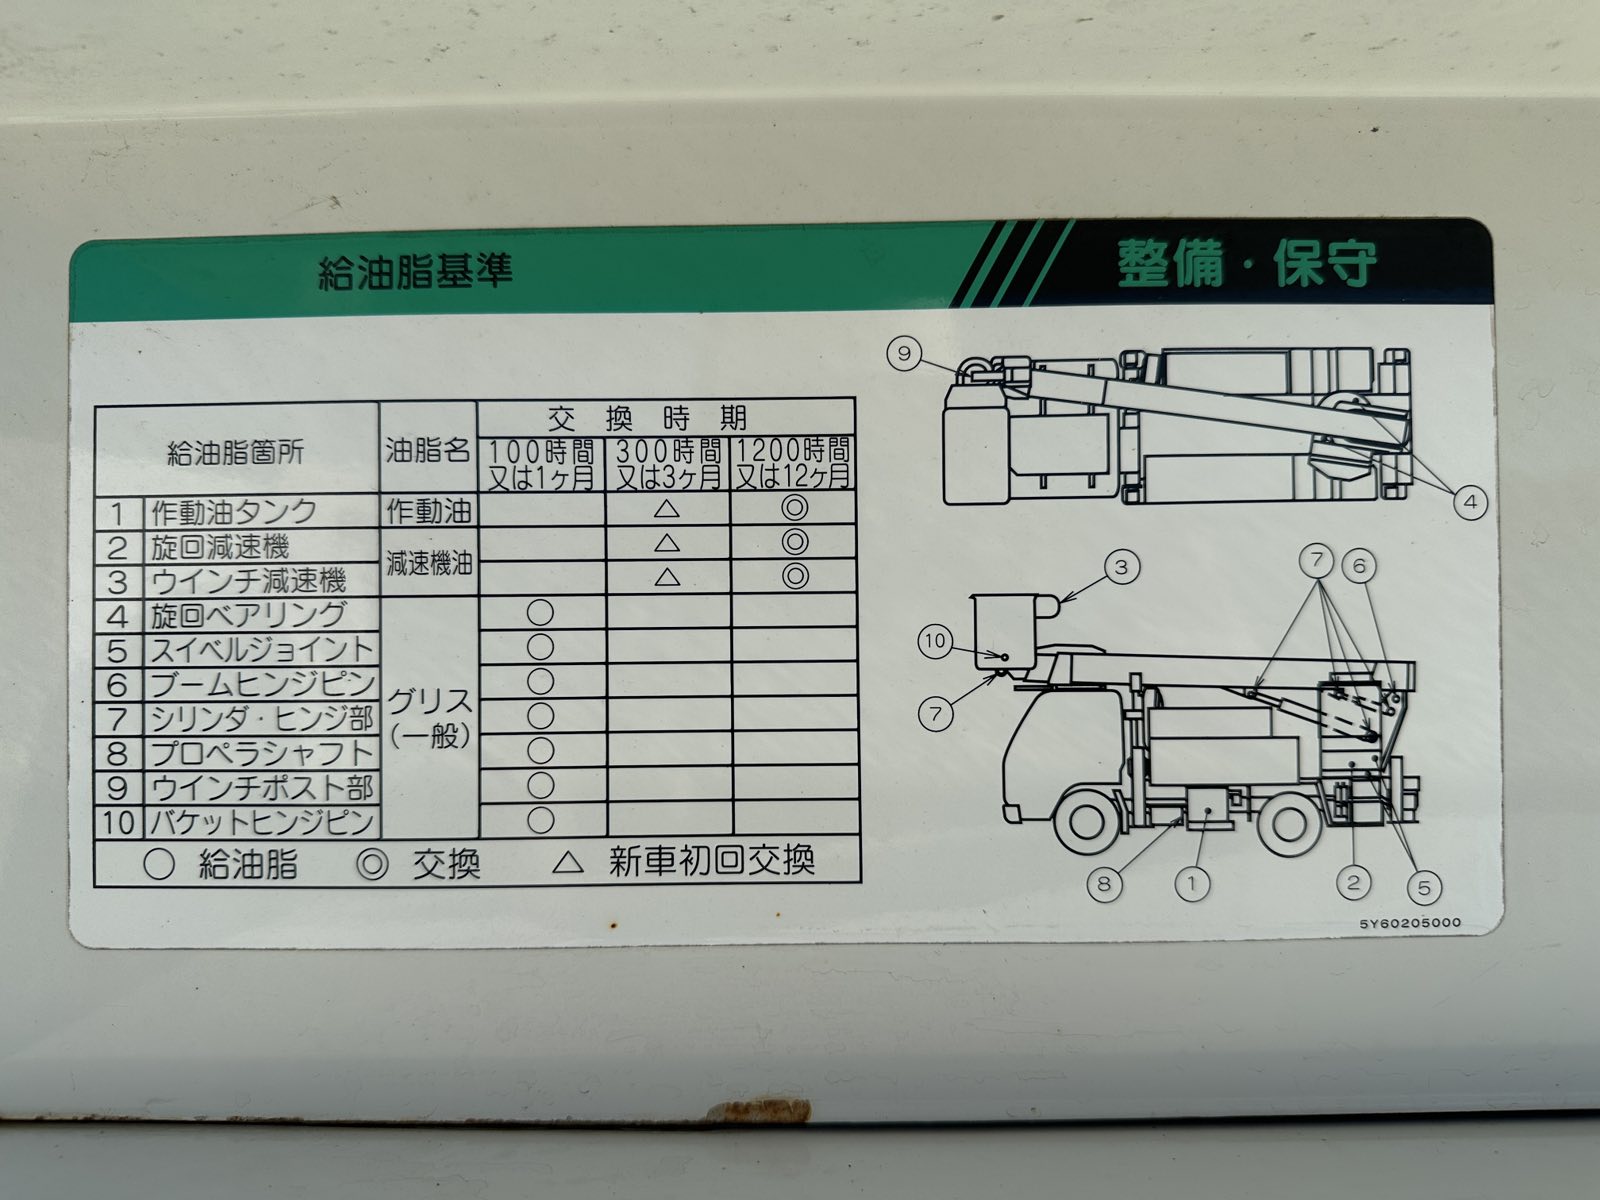 給油脂基準
整備・保守
給油脂箇所 油脂名 交換時期
100時間又は1ヶ月 300時間又は3ヶ月 1200時間又は12ヶ月
1 作動油タンク 作動油 △ ◎
2 旋回減速機 減速機油 △ ◎
3 ウインチ減速機 △ ◎
4 旋回ベアリング グリス(一般) ○
5 スイベルジョイント ○
6 ブームヒンジピン ○
7 シリンダ・ヒンジ部 ○
8 プロペラシャフト ○
9 ウインチポスト部 ○
10 バケットヒンジピン ○
○ 給油脂 ◎ 交換 △ 新車初回交換
9
4
3
7 6
10
7
8 1 2 5
5Y60205000